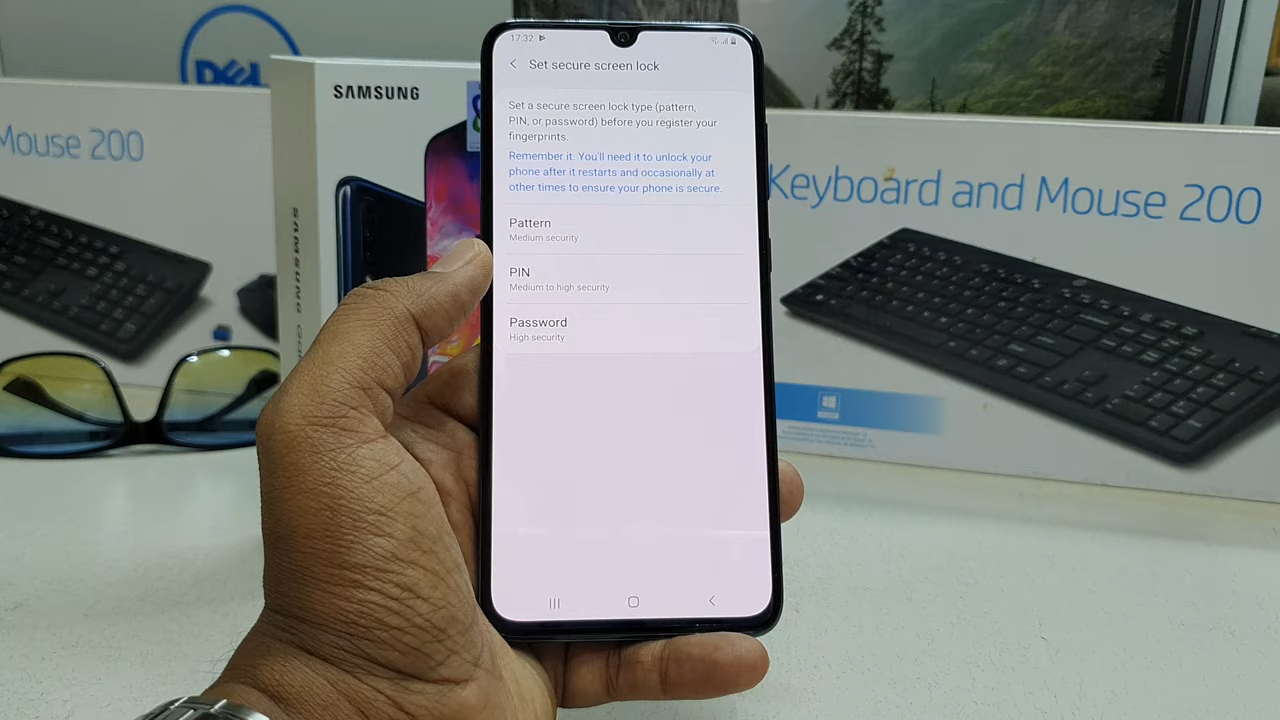 DELL
SAMSUNG
SAMSUNG
Mouse 200
17:32
Set secure screen lock
Set a secure screen lock type (pattern,
PIN, or password) before you register your
fingerprints.
Remember it. You'll need it to unlock your
phone after it restarts and occasionally at
other times to ensure your phone is secure.
Pattern
Medium security
PIN
Medium to high security
Password
High security
Keyboard and Mouse 200